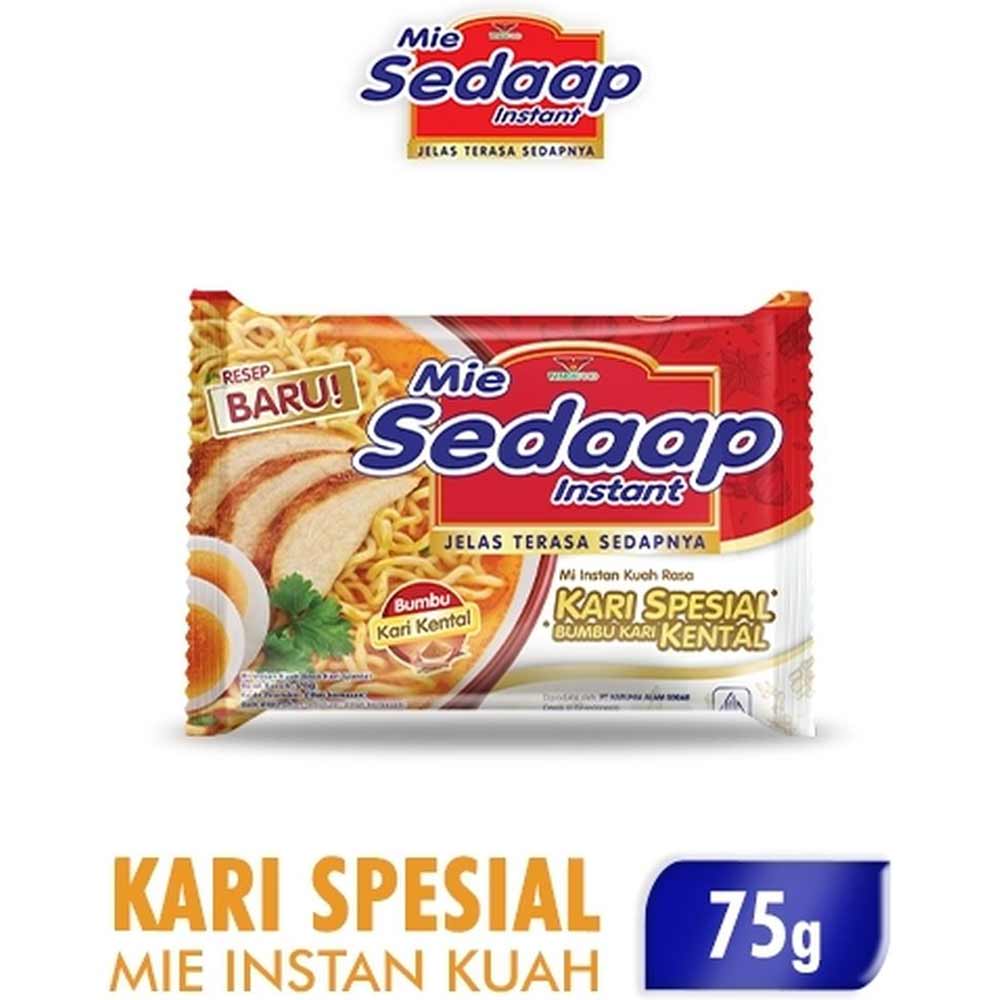 Mie
Sedaap
Instant
JELAS TERASA SEDAPNYA
RESEP
BARU!
Mie
Sedaap
Instant
JELAS TERASA SEDAPNYA
Mi Instan Kuah Rasa
KARI SPESIAL
BUMBU KARI KENTAL
Bumbu
Kari Kental
KARI SPESIAL
MIE INSTAN KUAH
75g